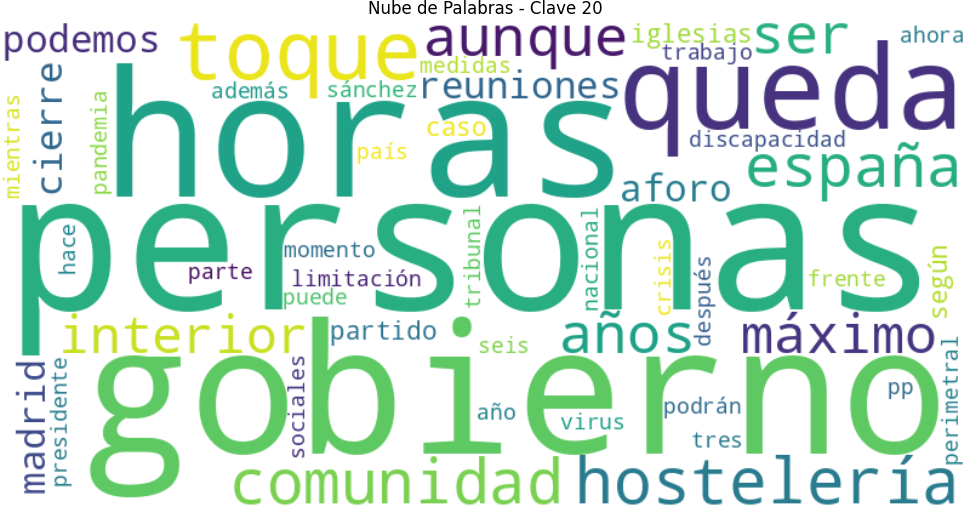 Nube de Palabras - Clave 20
podemos
toque
aunque
iglesias
ser
ahora
trabajo
medidas
cierre
horas
queda
además
sánchez
reuniones
mientras
pandemia
caso
país
discapacidad
españa
aforo
personas
hace
momento
parte
limitación
puede
tribunal
nacional
crisis
después
frente
según
interior
partido
seis
años
máximo
madrid
presidente
gobierno
sociales
año
virus
podrán
pp
tres
perimetral
comunidad
hostelería